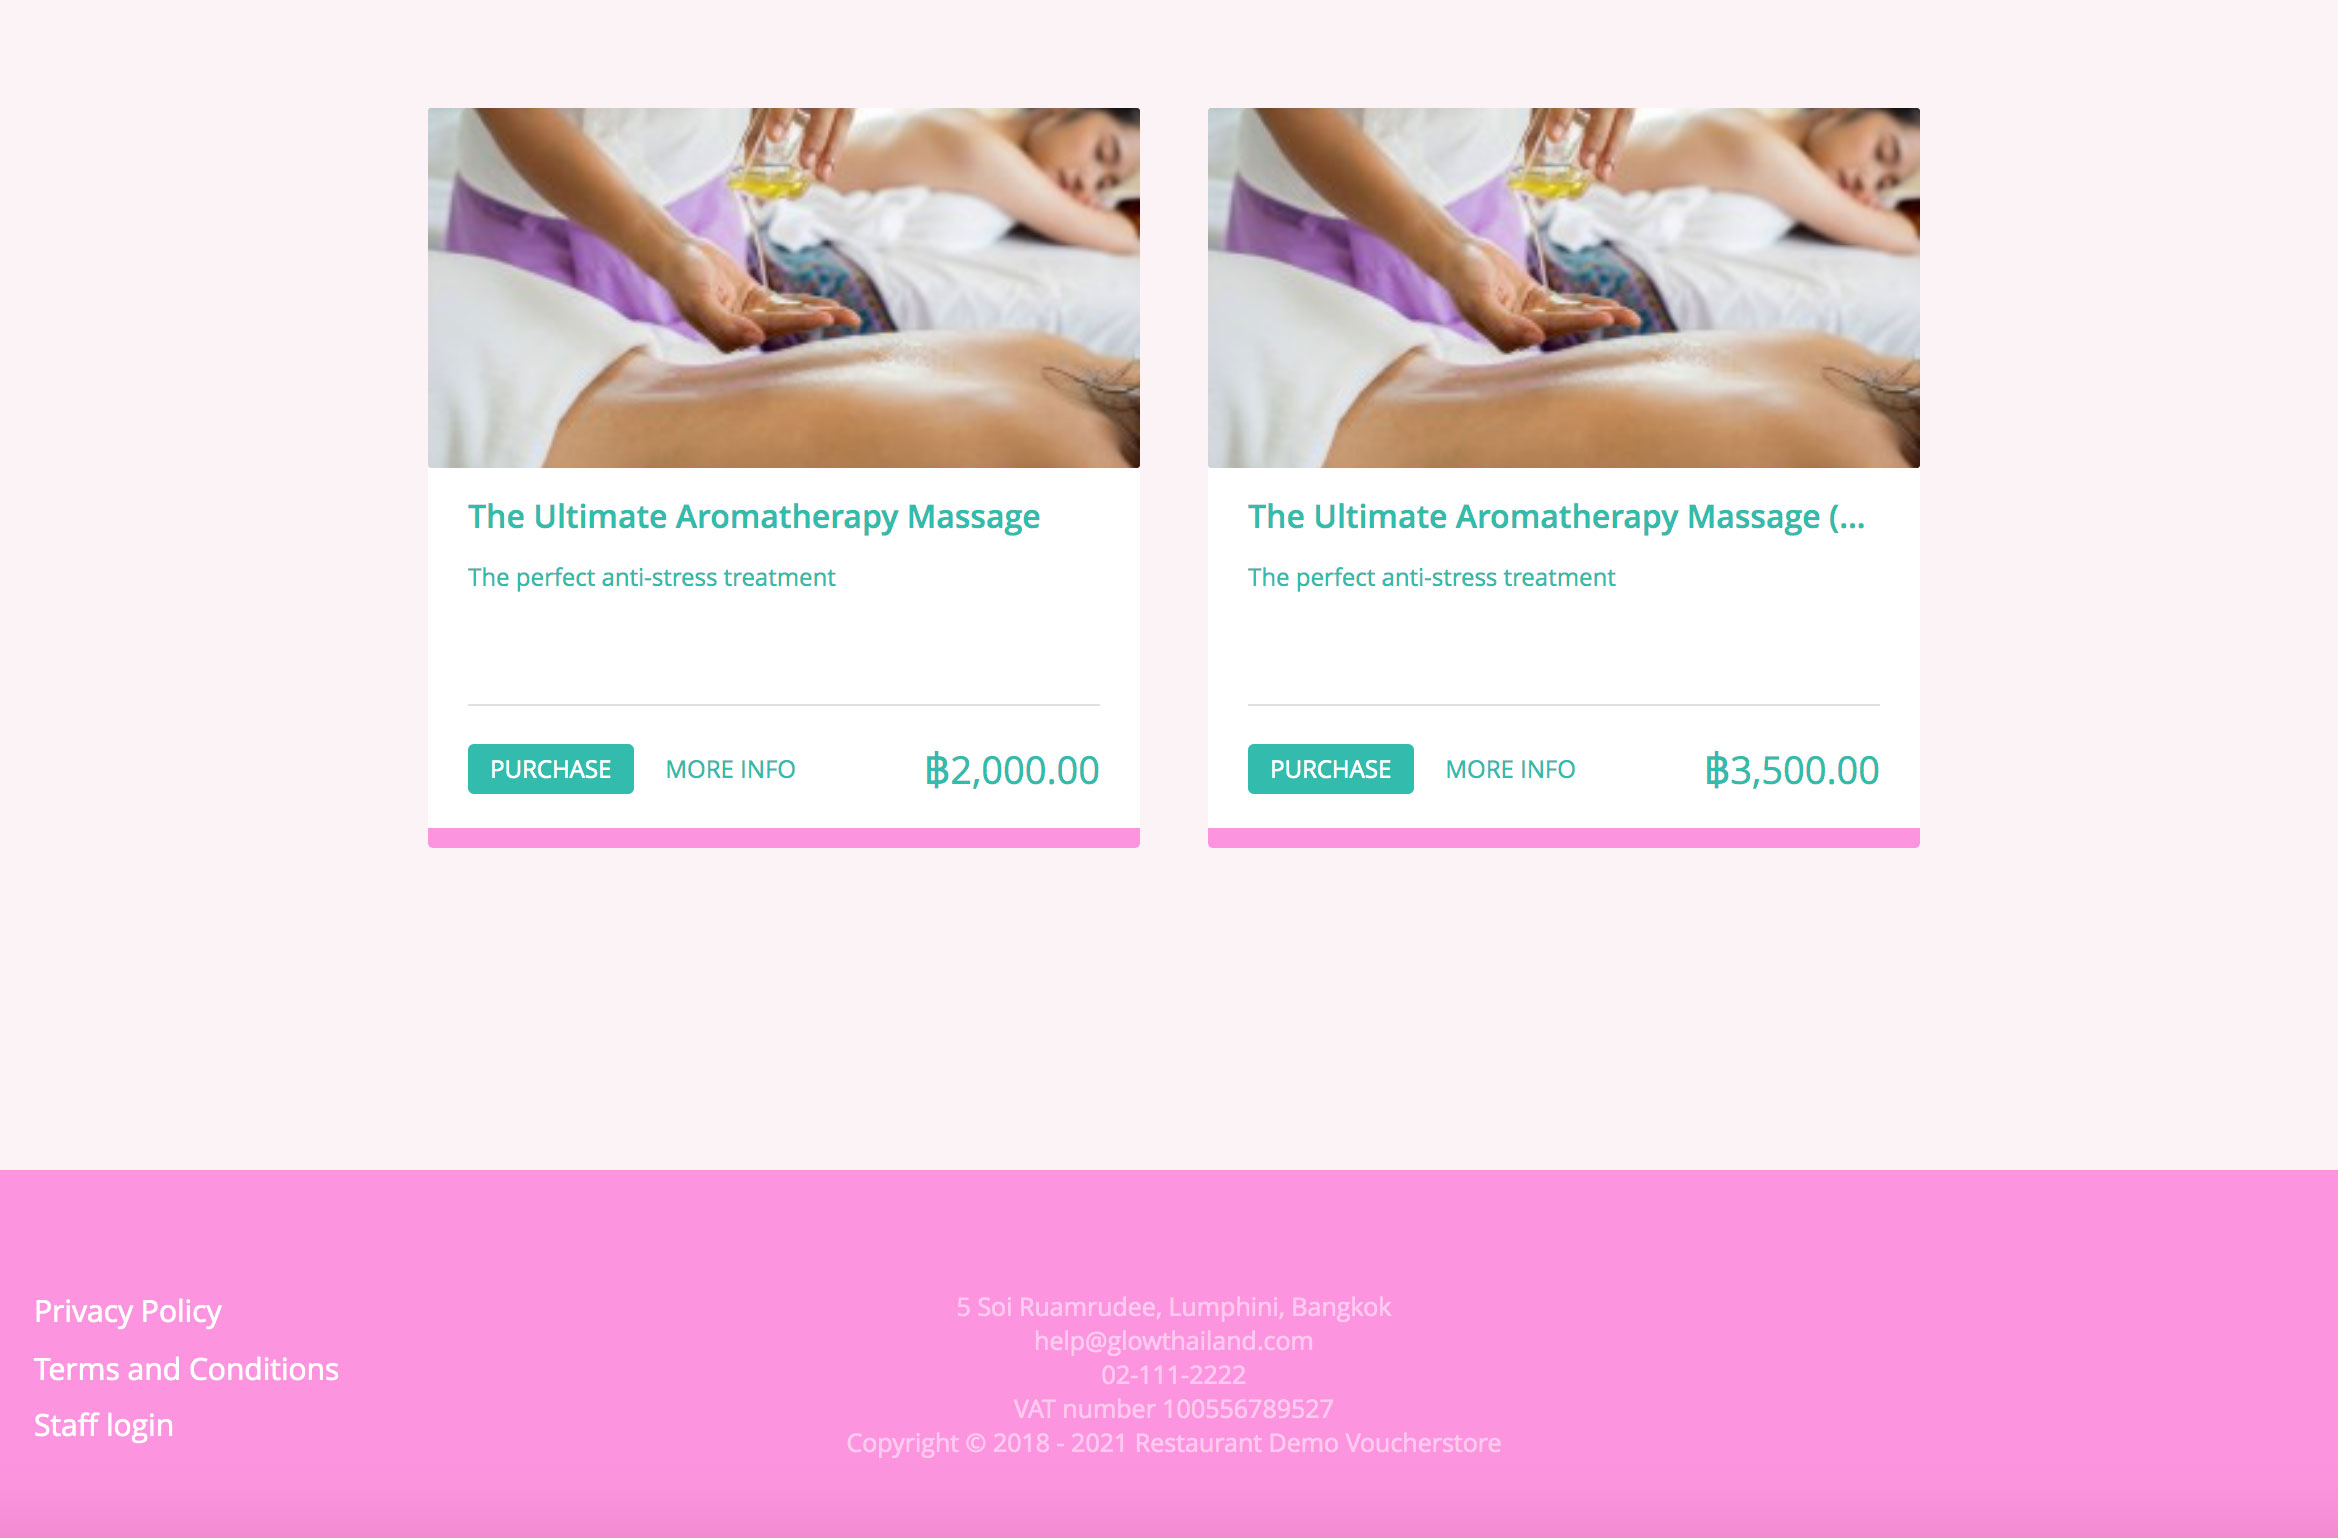 The Ultimate Aromatherapy Massage
The perfect anti-stress treatment
PURCHASE MORE INFO ฿2,000.00
The Ultimate Aromatherapy Massage (...
The perfect anti-stress treatment
PURCHASE MORE INFO ฿3,500.00
Privacy Policy
Terms and Conditions
Staff login
5 Soi Ruamrudee, Lumphini, Bangkok
help@glowthailand.com
02-111-2222
VAT number 100556789527
Copyright © 2018 - 2021 Restaurant Demo Voucherstore